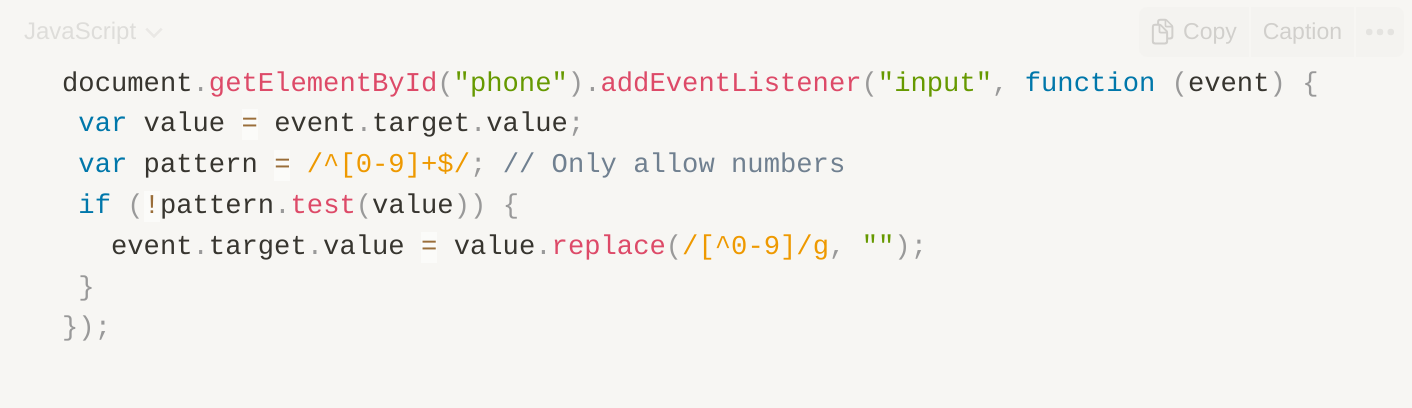 JavaScript
Copy
Caption
document.getElementById("phone").addEventListener("input", function (event) {
 var value = event.target.value;
 var pattern = /^[0-9]+$/; // Only allow numbers
 if (!pattern.test(value)) {
   event.target.value = value.replace(/[^0-9]/g, "");
 }
});